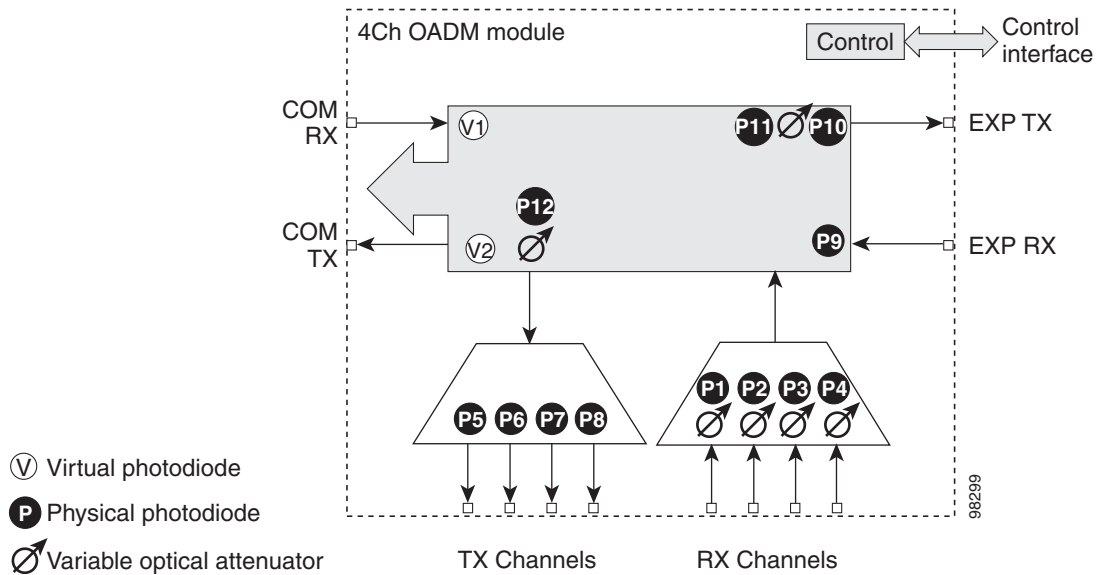 4Ch OADM module
Control
Control
interface
COM
RX
V1
P11
P10
EXP TX
P12
COM
TX
V2
P9
EXP RX
P1
P2
P3
P4
P5
P6
P7
P8
V Virtual photodiode
P Physical photodiode
Variable optical attenuator
TX Channels
RX Channels
98299